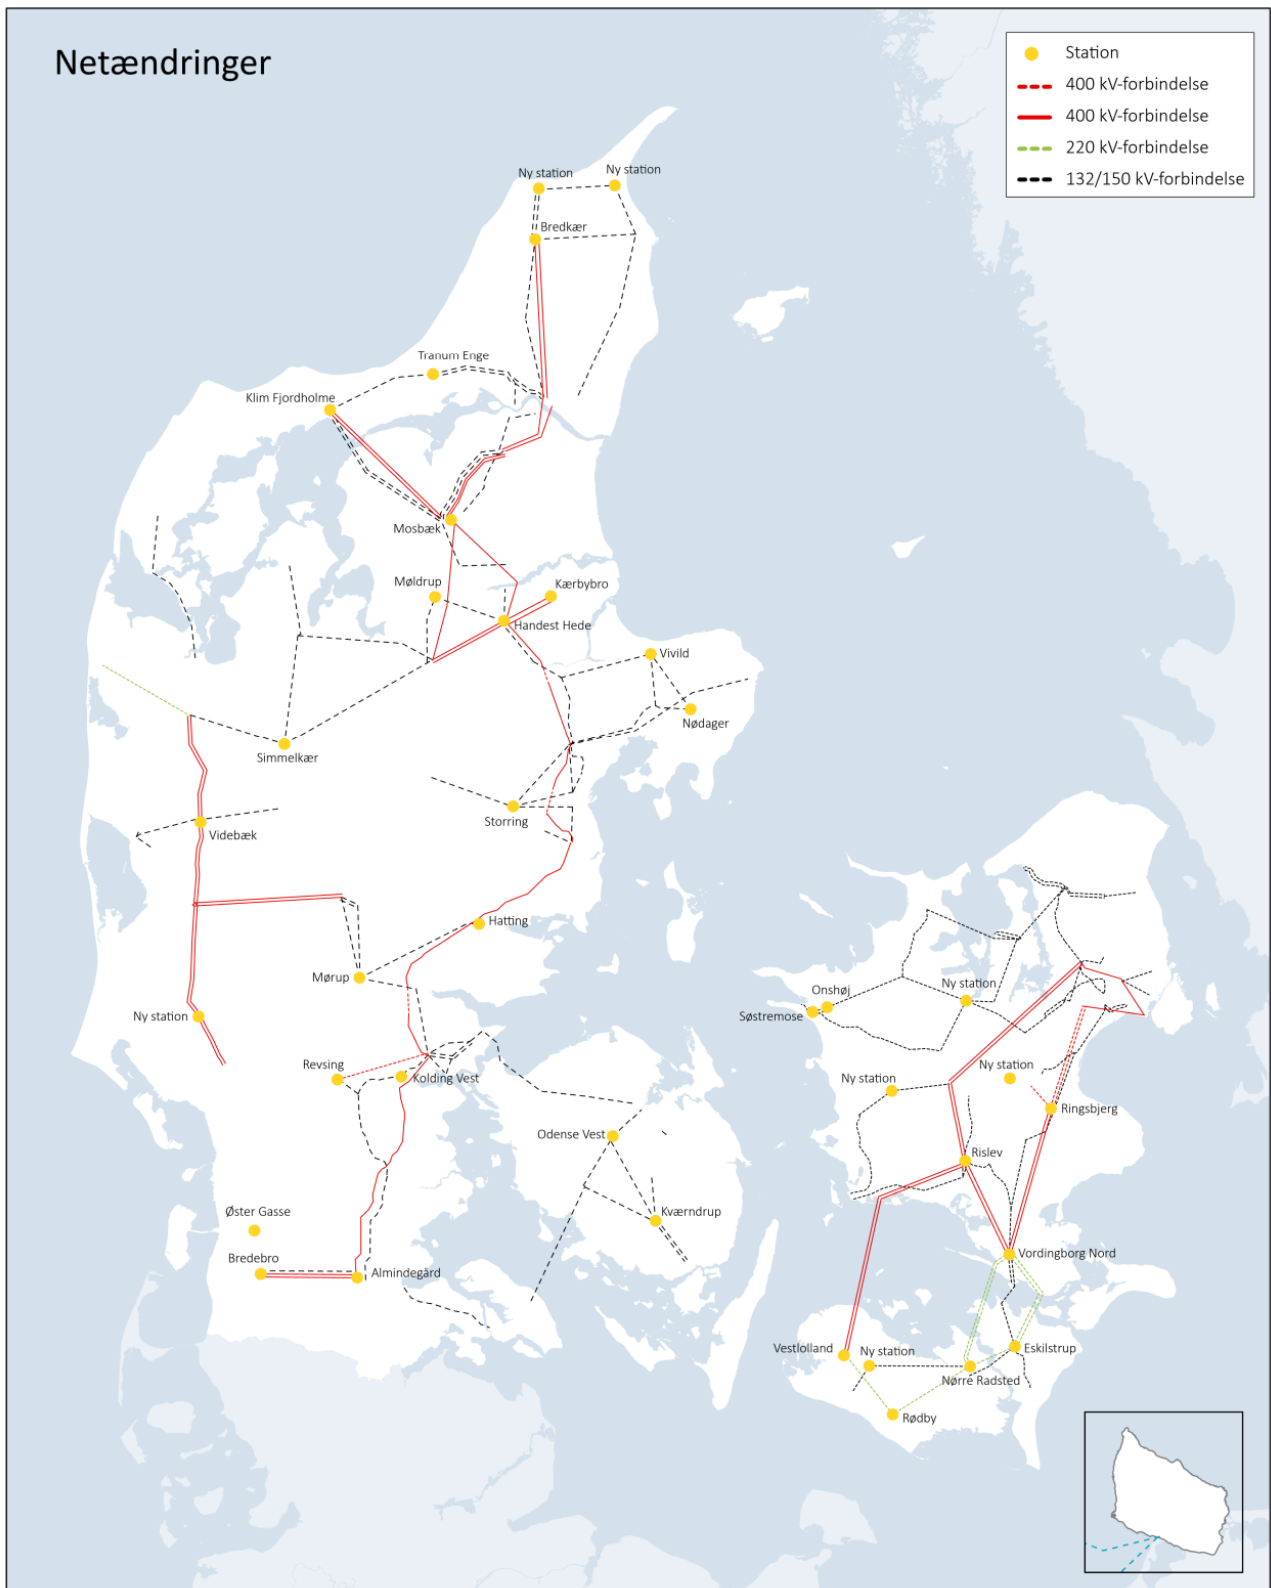 Netændringer
Station
400 kV-forbindelse
400 kV-forbindelse
220 kV-forbindelse
132/150 kV-forbindelse
Ny station
Ny station
Bredkær
Tranum Enge
Klim Fjordholme
Mosbæk
Møldrup
Kærbybro
Handest Hede
Vivild
Nødager
Simmelkær
Storring
Videbæk
Hatting
Mørup
Ny station
Onshøj
Søstremose
Ny station
Revsing
Kolding Vest
Ny station
Ny station
Ringsbjerg
Odense Vest
Rislev
Øster Gasse
Kværndrup
Bredebro
Almindegård
Vordingborg Nord
Vestlolland
Ny station
Eskilstrup
Nørre Radsted
Rødby